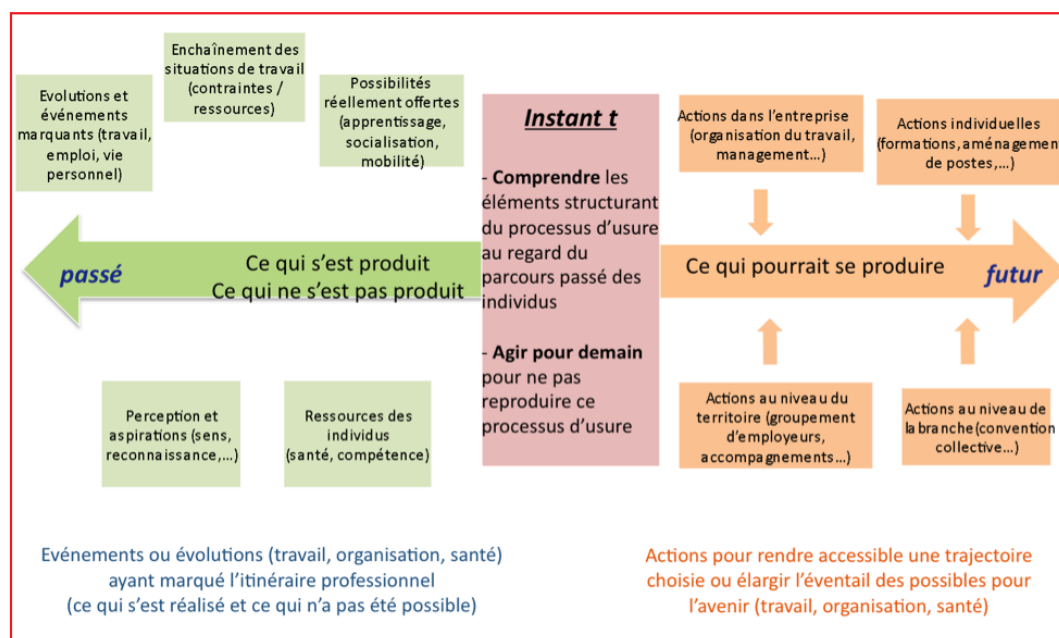 Evolutions et
événements
marquants (travail,
emploi, vie
personnel)
Enchaînement des
situations de travail
(contraintes /
ressources)
Possibilités
réellement offertes
(apprentissage,
socialisation,
mobilité)
Instant t
- Comprendre les
éléments structurant
du processus d'usure
au regard du
parcours passé des
individus
- Agir pour demain
pour ne pas
reproduire ce
processus d'usure
Actions dans l'entreprise
(organisation du travail,
management...)
Actions individuelles
(formations, aménagement
de postes,...)
passé
Ce qui s'est produit
Ce qui ne s'est pas produit
Ce qui pourrait se produire
futur
Perception et
aspirations (sens,
reconnaissance,...)
Ressources des
individus
(santé, compétence)
Actions au niveau du
territoire (groupement
d'employeurs,
accompagnements...)
Actions au niveau de
la branche (convention
collective...)
Evénements ou évolutions (travail, organisation, santé)
ayant marqué l'itinéraire professionnel
(ce qui s'est réalisé et ce qui n'a pas été possible)
Actions pour rendre accessible une trajectoire
choisie ou élargir l'éventail des possibles pour
l'avenir (travail, organisation, santé)